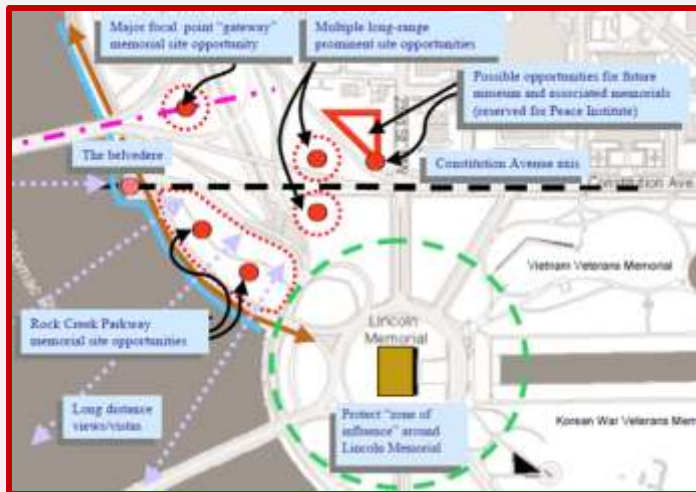 Major focal point "gateway"
memorial site opportunity
Multiple long-range
prominent site opportunities
Possible opportunities for future
museum and associated memorials
(reserved for Peace Institute)
The belvedere
Constitution Avenue axis
Constitution Ave
Vietnam Veterans Memorial
Rock Creek Parkway
memorial site opportunities
Lincoln
Memorial
Long distance
views/vistas
Protect "zone of
influence" around
Lincoln Memorial
Korean War Veterans Mem